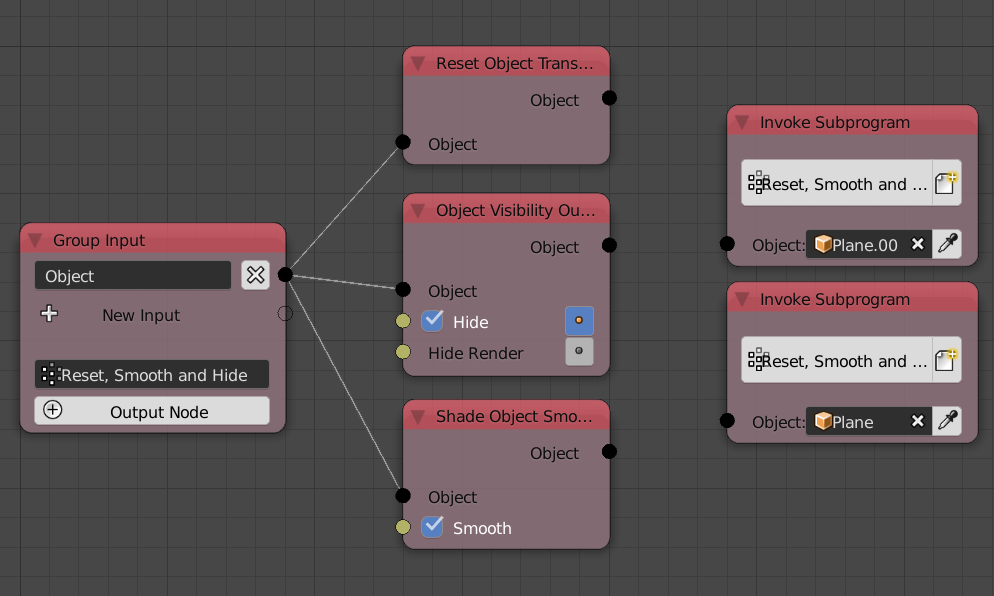 Group Input
Object
New Input
Reset, Smooth and Hide
Output Node
Reset Object Trans...
Object
Object
Object Visibility Ou...
Object
Object
Hide
Hide Render
Shade Object Smo...
Object
Object
Smooth
Invoke Subprogram
Reset, Smooth and ...
Object: Plane.00
Invoke Subprogram
Reset, Smooth and ...
Object: Plane